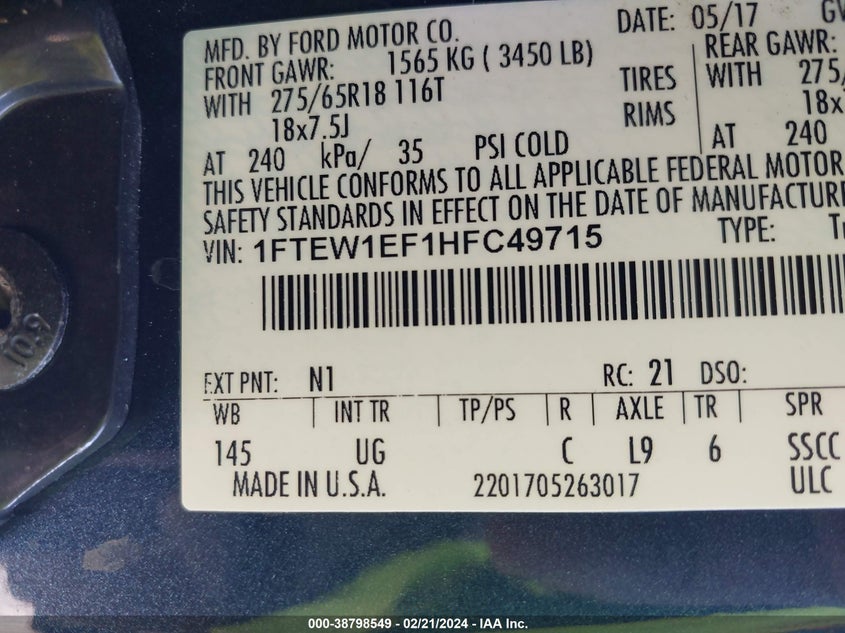 MFD. BY FORD MOTOR CO.
DATE: 05/17
FRONT GAWR: 1565 KG ( 3450 LB)
REAR GAWR:
WITH 275/65R18 116T
TIRES WITH
18x7.5J
RIMS 18x
AT 240 kPa/ 35 PSI COLD
AT 240
THIS VEHICLE CONFORMS TO ALL APPLICABLE FEDERAL MOTOR
SAFETY STANDARDS IN EFFECT ON THE DATE OF MANUFACTURE
VIN: 1FTEW1EF1HFC49715
TYPE:
EXT PNT: N1 RC: 21 DSO:
WB INT TR TP/PS R AXLE TR SPR
145 UG C L9 6 SSCC
MADE IN U.S.A. 2201705263017 ULC
10.9
000-38798549 - 02/21/2024 - IAA Inc.